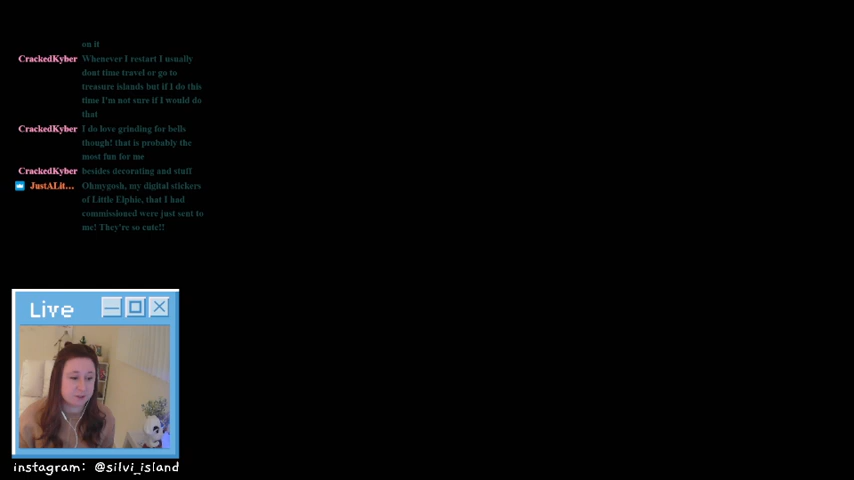 on it
CrackedKyber Whenever I restart I usually
dont time travel or go to
treasure islands but if I do this
time I'm not sure if I would do
that
CrackedKyber I do love grinding for bells
though! that is probably the
most fun for me
CrackedKyber besides decorating and stuff
JustALit... Ohmygosh, my digital stickers
of Little Elphie, that I had
commissioned were just sent to
me! They're so cute!!
Live
instagram: @silvi_island